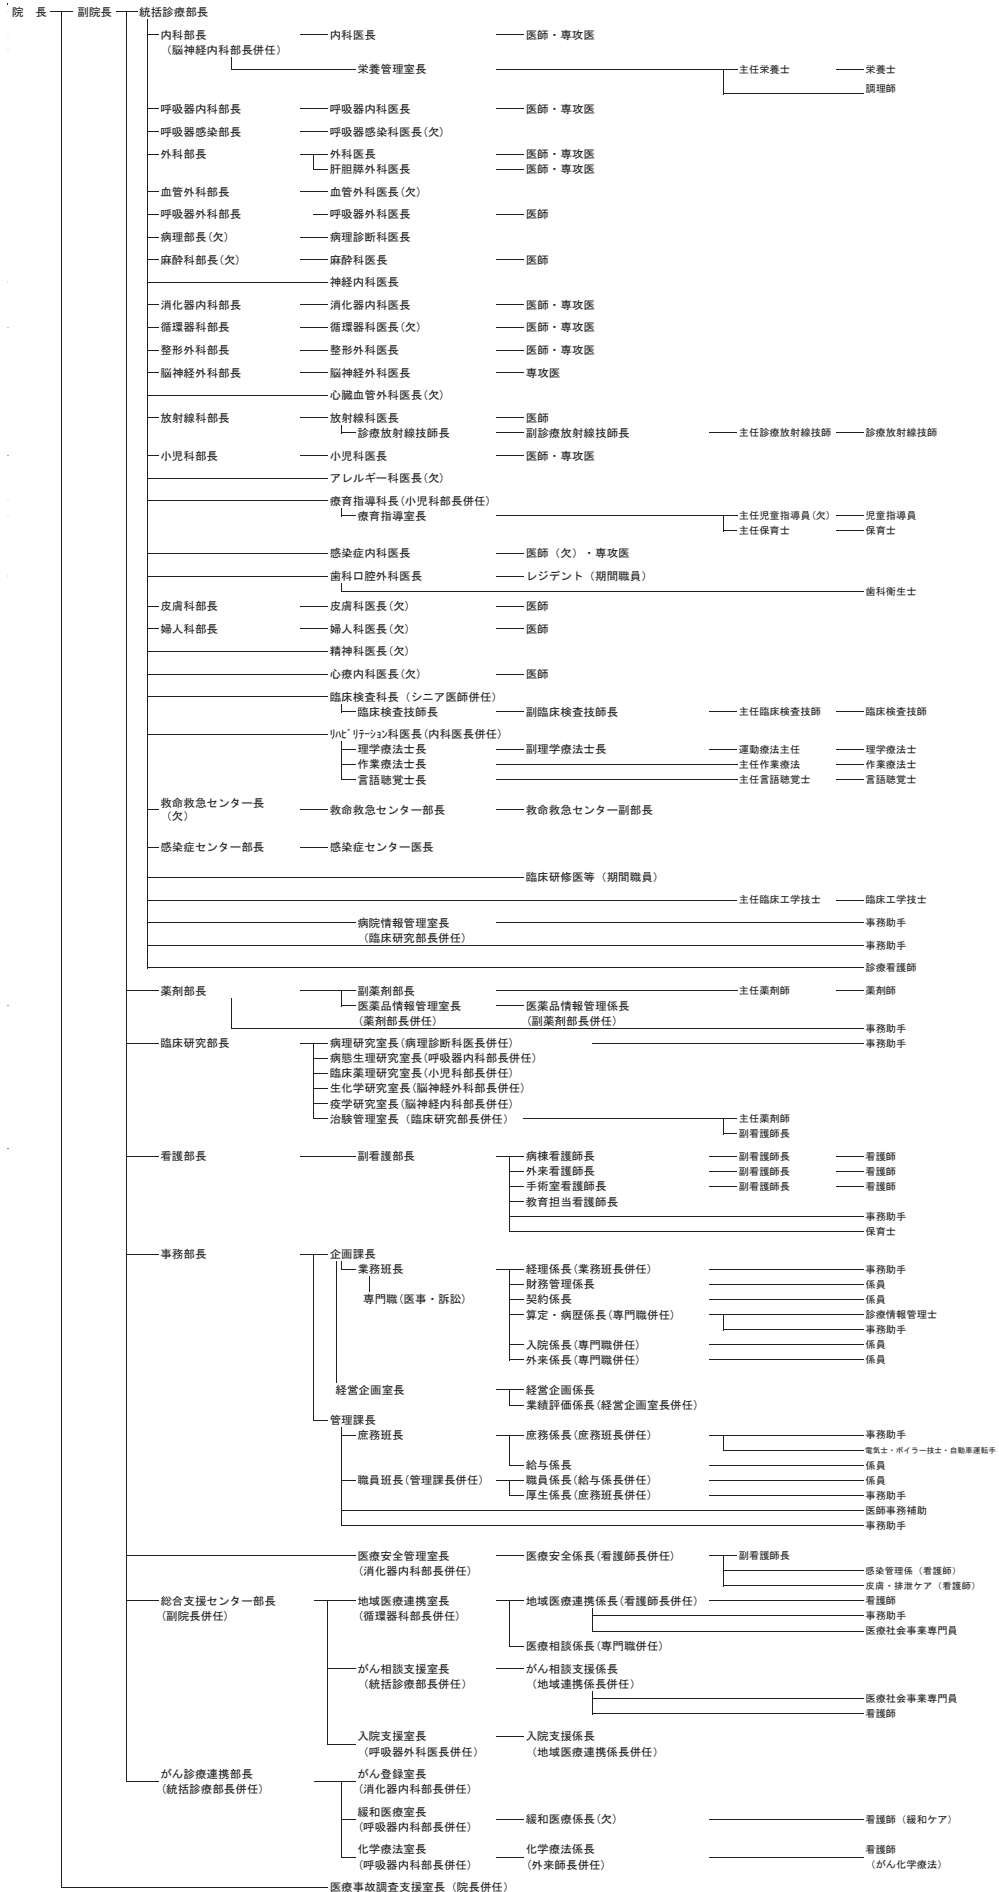 院　長 副院長 統括診療部長
内科部長 内科医長 医師・専攻医
（脳神経内科部長併任）
栄養管理室長 主任栄養士 栄養士
調理師
呼吸器内科部長 呼吸器内科医長 医師・専攻医
呼吸器感染部長 呼吸器感染科医長(欠)
外科部長 外科医長 医師・専攻医
肝胆膵外科医長 医師・専攻医
血管外科部長 血管外科医長(欠)
呼吸器外科部長 呼吸器外科医長 医師
病理部長(欠) 病理診断科医長
麻酔科部長(欠) 麻酔科医長 医師
神経内科医長
消化器内科部長 消化器内科医長 医師・専攻医
循環器科部長 循環器科医長(欠) 医師・専攻医
整形外科部長 整形外科医長 医師・専攻医
脳神経外科部長 脳神経外科医長 専攻医
心臓血管外科医長(欠)
放射線科部長 放射線科医長 医師
診療放射線技師長 副診療放射線技師長 主任診療放射線技師 診療放射線技師
小児科部長 小児科医長 医師・専攻医
アレルギー科医長(欠)
療育指導科長(小児科部長併任)
療育指導室長 主任児童指導員(欠) 児童指導員
主任保育士 保育士
感染症内科医長 医師（欠）・専攻医
歯科口腔外科医長 レジデント（期間職員）
歯科衛生士
皮膚科部長 皮膚科医長(欠) 医師
婦人科部長 婦人科医長(欠) 医師
精神科医長(欠)
心療内科医長(欠) 医師
臨床検査科長（シニア医師併任）
臨床検査技師長 副臨床検査技師長 主任臨床検査技師 臨床検査技師
ﾘﾊﾋﾞﾘﾃｰｼｮﾝ科医長(内科医長併任)
理学療法士長 副理学療法士長 運動療法主任 理学療法士
作業療法士長 主任作業療法 作業療法士
言語聴覚士長 主任言語聴覚士 言語聴覚士
救命救急センター長
（欠） 救命救急センター部長 救命救急センター副部長
感染症センター部長 感染症センター医長
臨床研修医等（期間職員）
主任臨床工学技士 臨床工学技士
病院情報管理室長 事務助手
（臨床研究部長併任）
事務助手
診療看護師
薬剤部長 副薬剤部長 主任薬剤師 薬剤師
医薬品情報管理室長 医薬品情報管理係長
(薬剤部長併任) (副薬剤部長併任)
事務助手
臨床研究部長 病理研究室長(病理診断科医長併任) 事務助手
病態生理研究室長(呼吸器内科部長併任)
臨床薬理研究室長(小児科部長併任)
生化学研究室長(脳神経外科部長併任)
疫学研究室長(脳神経内科部長併任)
治験管理室長（臨床研究部長併任） 主任薬剤師
副看護師長
看護部長 副看護部長 病棟看護師長 副看護師長 看護師
外来看護師長 副看護師長 看護師
手術室看護師長 副看護師長 看護師
教育担当看護師長
事務助手
保育士
事務部長 企画課長
業務班長 経理係長(業務班長併任) 事務助手
財務管理係長 係員
専門職(医事・訴訟) 契約係長 係員
算定・病歴係長(専門職併任) 診療情報管理士
事務助手
入院係長(専門職併任) 係員
外来係長(専門職併任) 係員
経営企画室長 経営企画係長
業績評価係長(経営企画室長併任)
管理課長
庶務班長 庶務係長(庶務班長併任) 事務助手
電気士・ボイラー技士・自動車運転手
給与係長 係員
職員班長(管理課長併任) 職員係長(給与係長併任) 係員
厚生係長(庶務班長併任) 事務助手
医師事務補助
事務助手
医療安全管理室長 医療安全係長(看護師長併任) 副看護師長
(消化器内科部長併任) 感染管理係（看護師）
皮膚・排泄ケア（看護師）
総合支援センター部長 地域医療連携室長 地域医療連携係長(看護師長併任) 看護師
(副院長併任) (循環器科部長併任) 事務助手
医療社会事業専門員
医療相談係長(専門職併任)
がん相談支援室長 がん相談支援係長
（統括診療部長併任） （地域連携係長併任）
医療社会事業専門員
看護師
入院支援室長 入院支援係長
（呼吸器外科医長併任） （地域医療連携係長併任）
がん診療連携部長 がん登録室長
(統括診療部長併任) (消化器内科部長併任)
緩和医療室長 緩和医療係長(欠) 看護師（緩和ケア）
(呼吸器内科部長併任)
化学療法室長 化学療法係長 看護師
(呼吸器内科部長併任) (外来師長併任) （がん化学療法）
医療事故調査支援室長（院長併任）